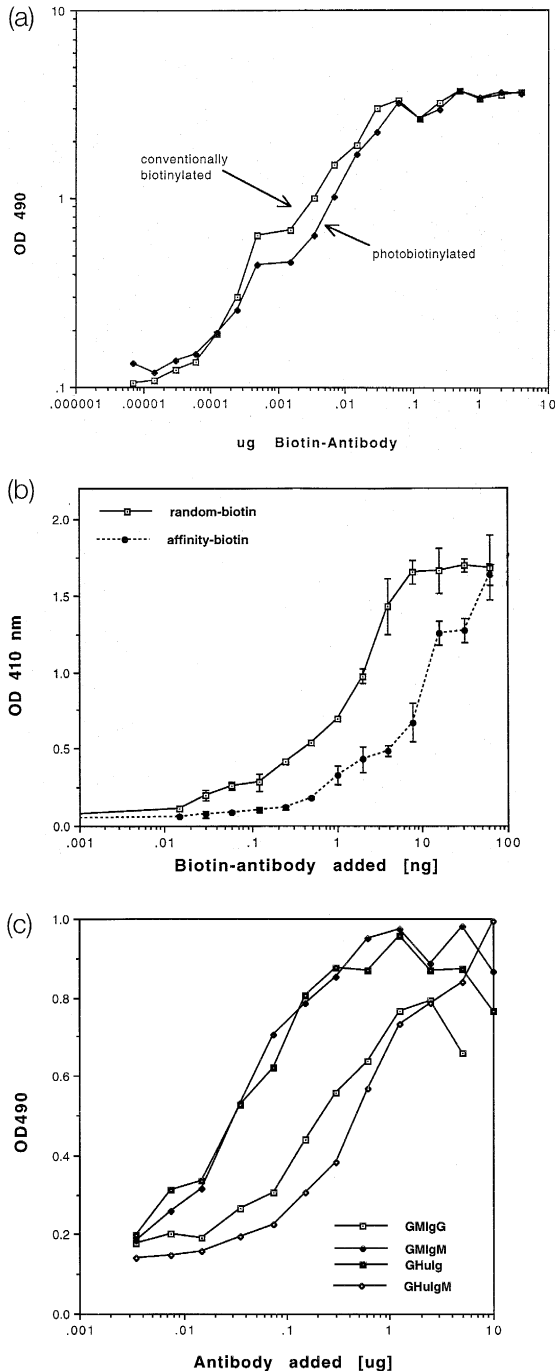 (a)
10
1
.1
OD 490
conventionally
biotinylated
photobiotinylated
.000001 .00001 .0001 .001 .01 .1 1 10
ug Biotin-Antibody
(b)
random-biotin
affinity-biotin
2.0
1.5
1.0
0.5
0.0
OD 410 nm
.001 .01 .1 1 10 100
Biotin-antibody added [ng]
(c)
1.0
0.8
0.6
0.4
0.2
0.0
OD490
GMIgG
GMIgM
GHuIg
GHuIgM
.001 .01 .1 1 10
Antibody added [ug]